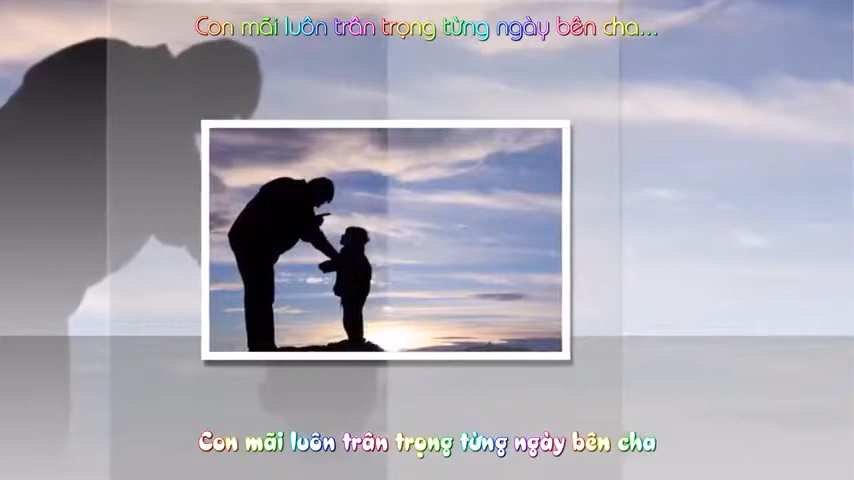 Con mãi luôn trân trọng từng ngày bên cha...
Con mãi luôn trân trọng từng ngày bên cha